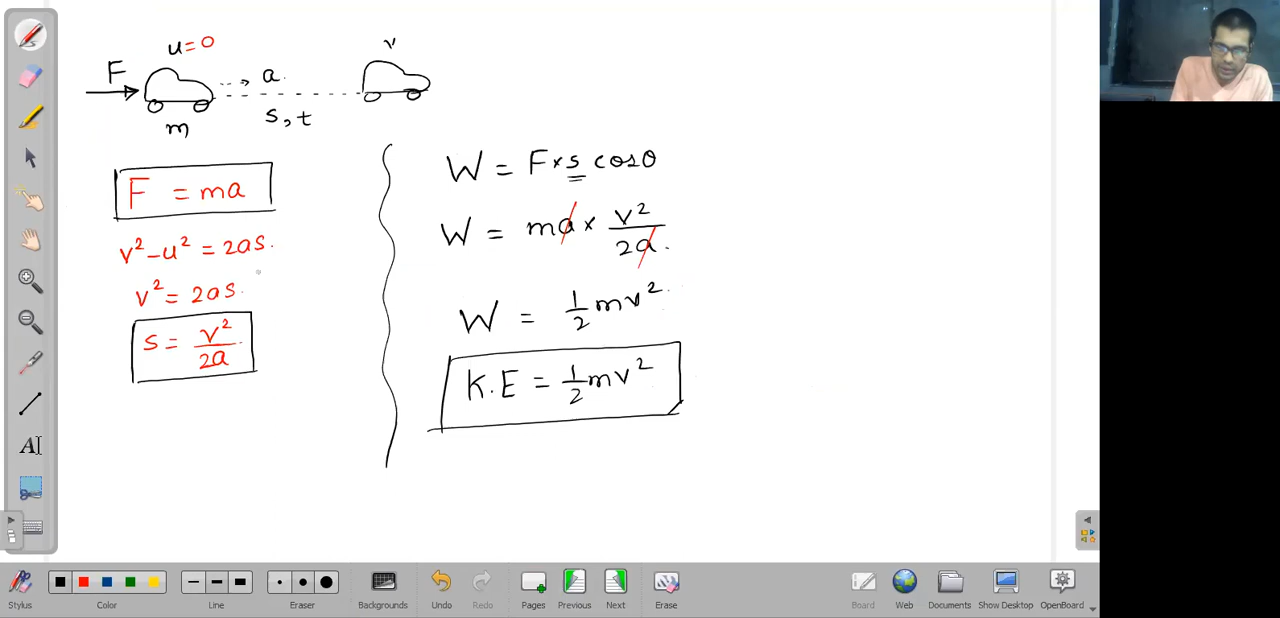 u=0
v
F
a
s, t
m
F = ma
v² – u² = 2as.
v² = 2as.
s = v²/2a
W = F × s cosθ
W = ma × v²/2a.
W = 1/2 mv²
K.E = 1/2 mv²
A
Stylus
Color
Line
Eraser
Backgrounds
Undo
Redo
Pages
Previous
Next
Erase
Board
Web
Documents
Show Desktop
OpenBoard